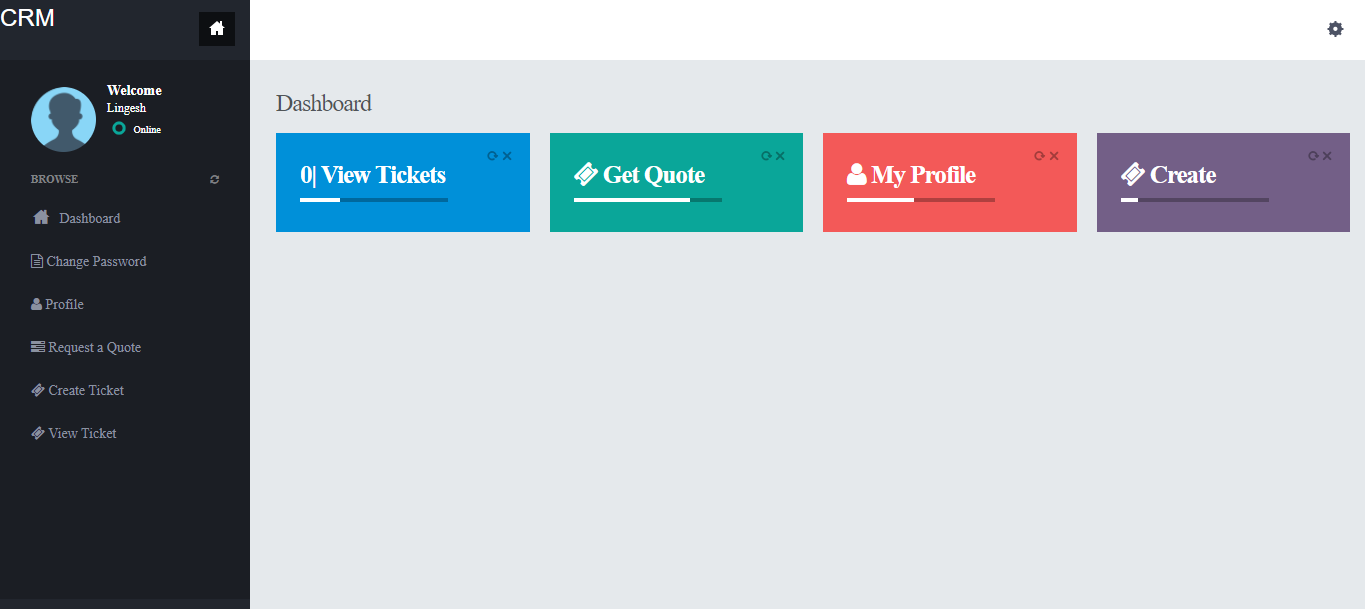 CRM
Welcome
Lingesh
Online
BROWSE
Dashboard
Change Password
Profile
Request a Quote
Create Ticket
View Ticket
Dashboard
0| View Tickets
Get Quote
My Profile
Create